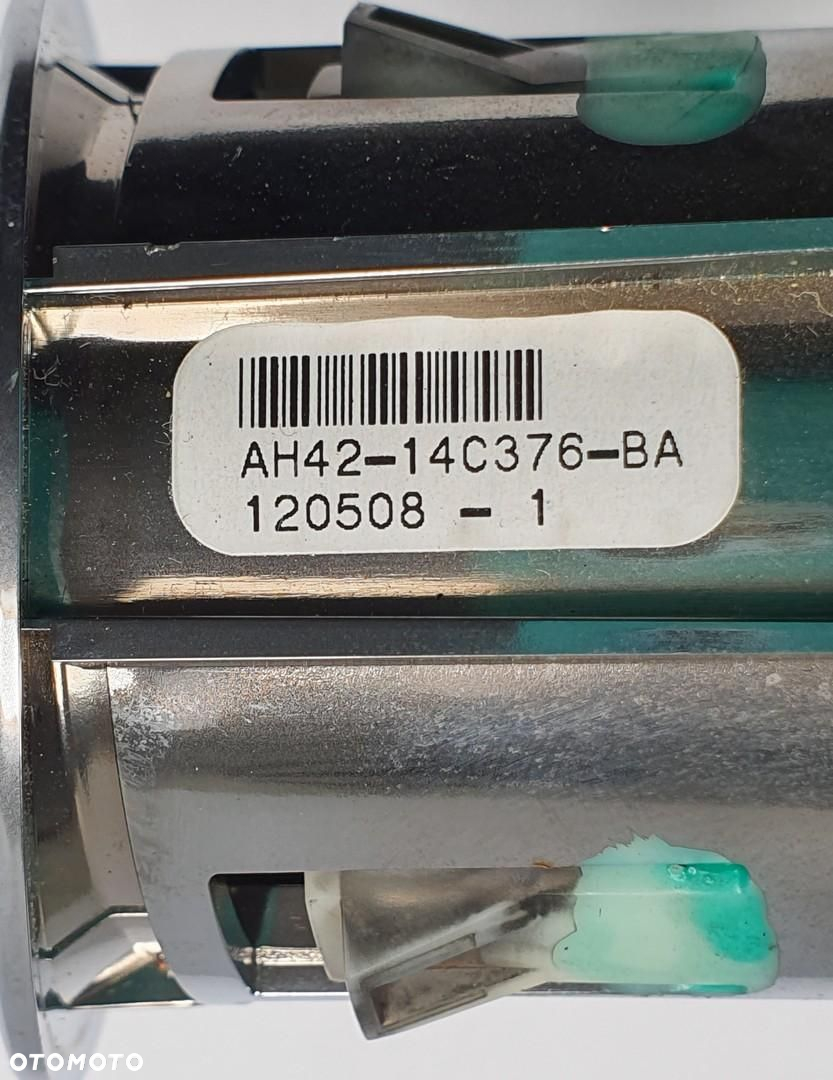 AH42-14C376-BA
120508 - 1
OTOMOTO